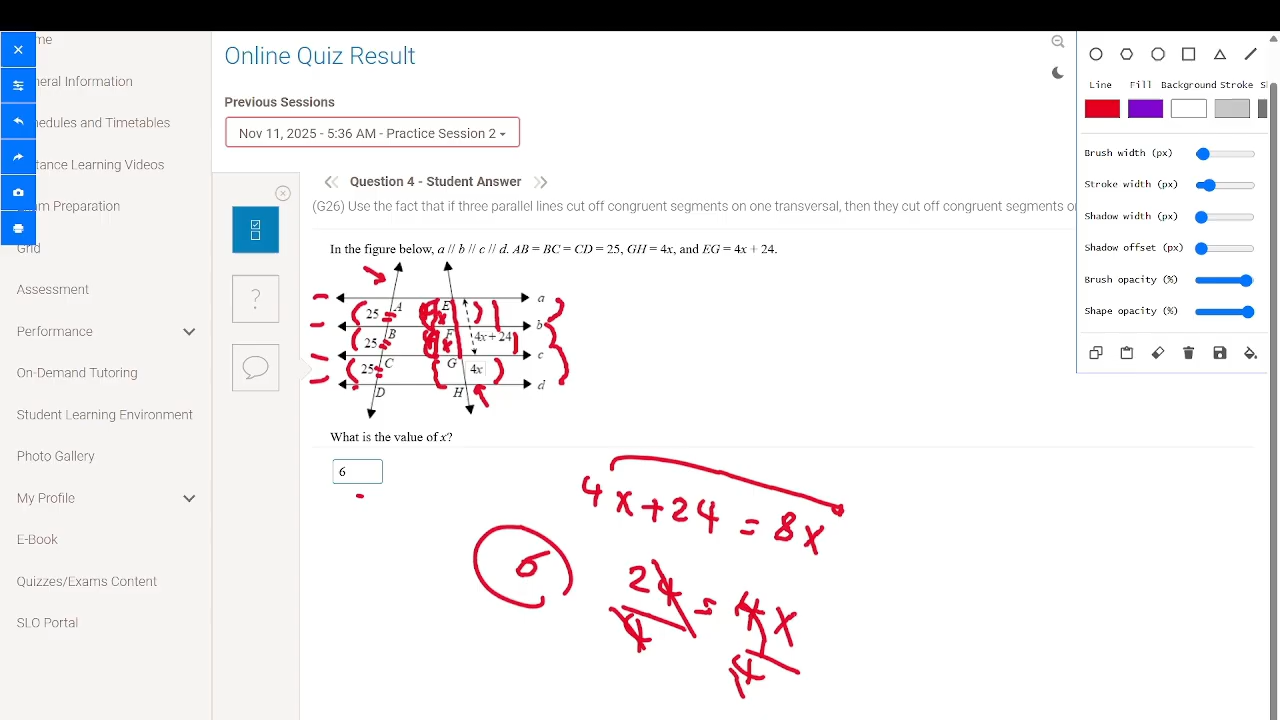 Online Quiz Result
Previous Sessions
Nov 11, 2025 - 5:36 AM - Practice Session 2
General Information
Schedules and Timetables
Distance Learning Videos
Exam Preparation
Grid
Assessment
Performance
On-Demand Tutoring
Student Learning Environment
Photo Gallery
My Profile
E-Book
Quizzes/Exams Content
SLO Portal
Question 4 - Student Answer
(G26) Use the fact that if three parallel lines cut off congruent segments on one transversal, then they cut off congruent segments
In the figure below, a // b // c // d. AB = BC = CD = 25, GH = 4x, and EG = 4x + 24.
25 A E a
25 B F 4x + 24 b
25 C G 4x c
D H d
What is the value of x?
6
4x+24 = 8x
24 = 4x
4 4
6
Line Fill Background Stroke
Brush width (px)
Stroke width (px)
Shadow width (px)
Shadow offset (px)
Brush opacity (%)
Shape opacity (%)